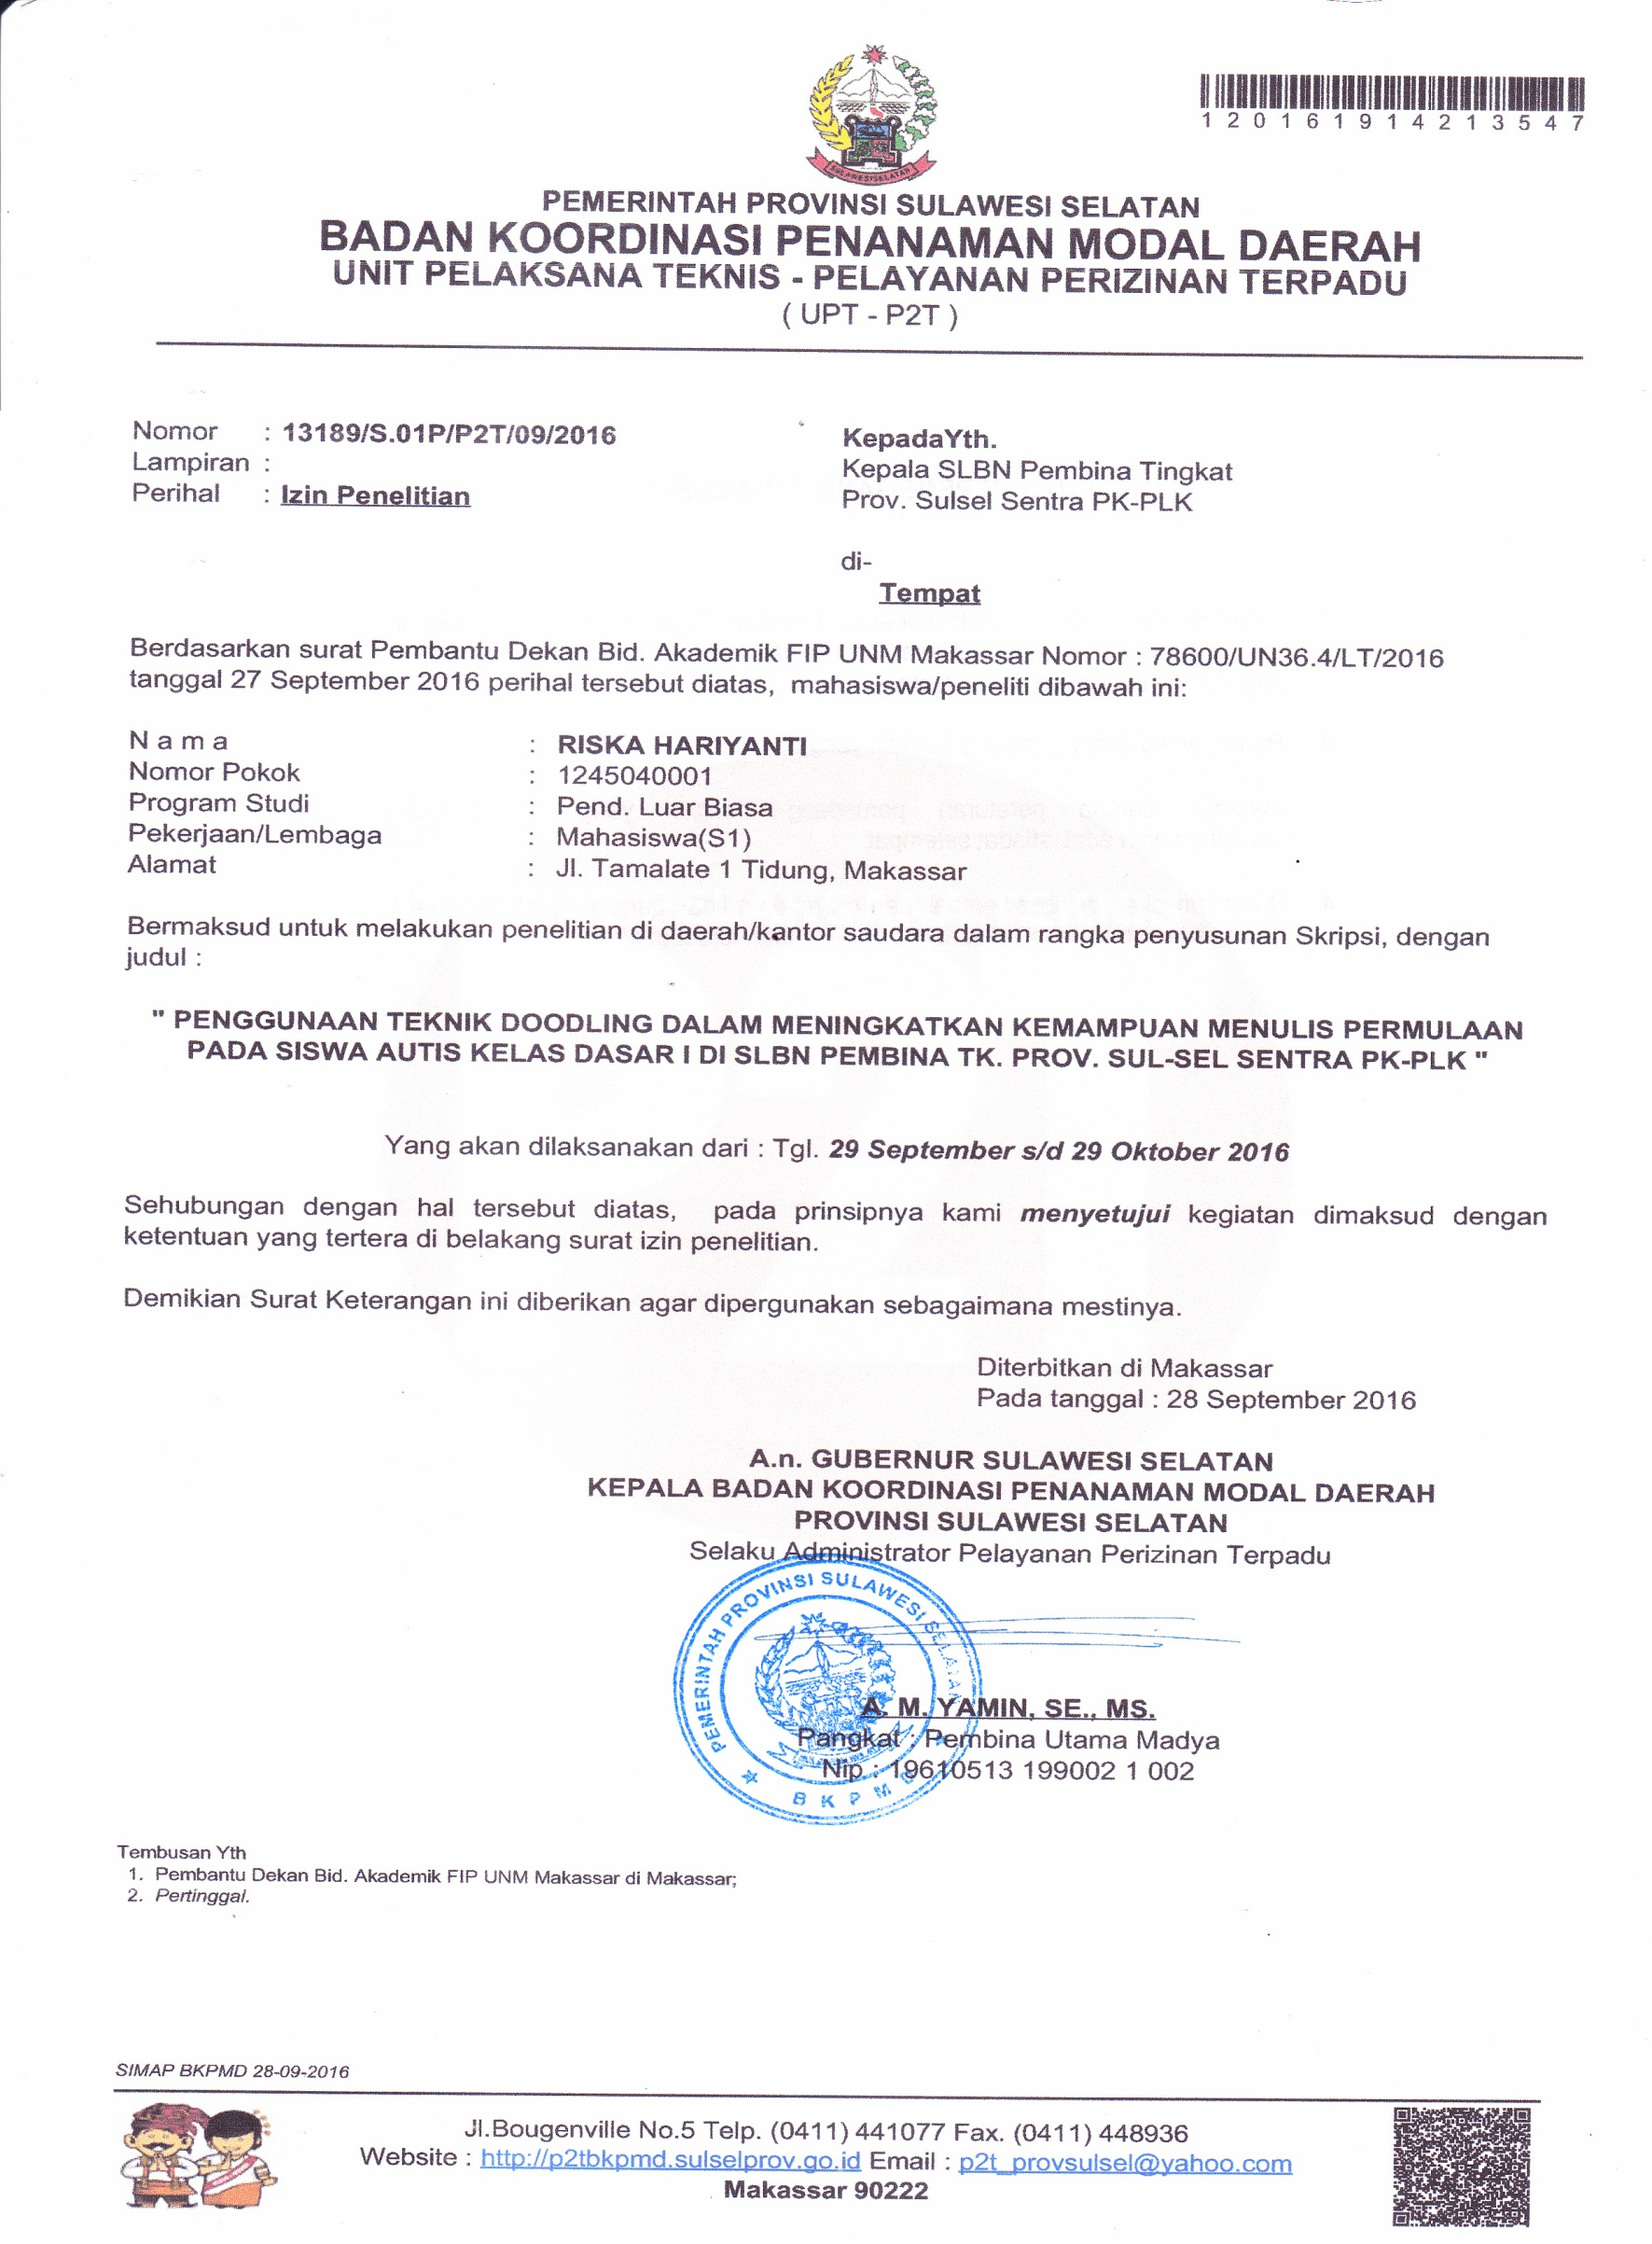 SULAWESI SELATAN
1 2 0 1 6 1 9 1 4 2 1 3 5 4 7
PEMERINTAH PROVINSI SULAWESI SELATAN
BADAN KOORDINASI PENANAMAN MODAL DAERAH
UNIT PELAKSANA TEKNIS - PELAYANAN PERIZINAN TERPADU
( UPT - P2T )
Nomor : 13189/S.01P/P2T/09/2016
Lampiran :
Perihal : Izin Penelitian
KepadaYth.
Kepala SLBN Pembina Tingkat
Prov. Sulsel Sentra PK-PLK
di-
Tempat
Berdasarkan surat Pembantu Dekan Bid. Akademik FIP UNM Makassar Nomor : 78600/UN36.4/LT/2016
tanggal 27 September 2016 perihal tersebut diatas, mahasiswa/peneliti dibawah ini:
N a m a : RISKA HARIYANTI
Nomor Pokok : 1245040001
Program Studi : Pend. Luar Biasa
Pekerjaan/Lembaga : Mahasiswa(S1)
Alamat : Jl. Tamalate 1 Tidung, Makassar
Bermaksud untuk melakukan penelitian di daerah/kantor saudara dalam rangka penyusunan Skripsi, dengan
judul :
" PENGGUNAAN TEKNIK DOODLING DALAM MENINGKATKAN KEMAMPUAN MENULIS PERMULAAN
PADA SISWA AUTIS KELAS DASAR I DI SLBN PEMBINA TK. PROV. SUL-SEL SENTRA PK-PLK "
Yang akan dilaksanakan dari : Tgl. 29 September s/d 29 Oktober 2016
Sehubungan dengan hal tersebut diatas, pada prinsipnya kami menyetujui kegiatan dimaksud dengan
ketentuan yang tertera di belakang surat izin penelitian.
Demikian Surat Keterangan ini diberikan agar dipergunakan sebagaimana mestinya.
Diterbitkan di Makassar
Pada tanggal : 28 September 2016
A.n. GUBERNUR SULAWESI SELATAN
KEPALA BADAN KOORDINASI PENANAMAN MODAL DAERAH
PROVINSI SULAWESI SELATAN
Selaku Administrator Pelayanan Perizinan Terpadu
PEMERINTAH PROVINSI SULAWESI SELATAN
BKPMD
A. M. YAMIN, SE., MS.
Pangkat : Pembina Utama Madya
Nip : 19610513 199002 1 002
Tembusan Yth
1. Pembantu Dekan Bid. Akademik FIP UNM Makassar di Makassar;
2. Pertinggal.
SIMAP BKPMD 28-09-2016
Jl.Bougenville No.5 Telp. (0411) 441077 Fax. (0411) 448936
Website : http://p2tbkpmd.sulselprov.go.id Email : p2t_provsulsel@yahoo.com
Makassar 90222